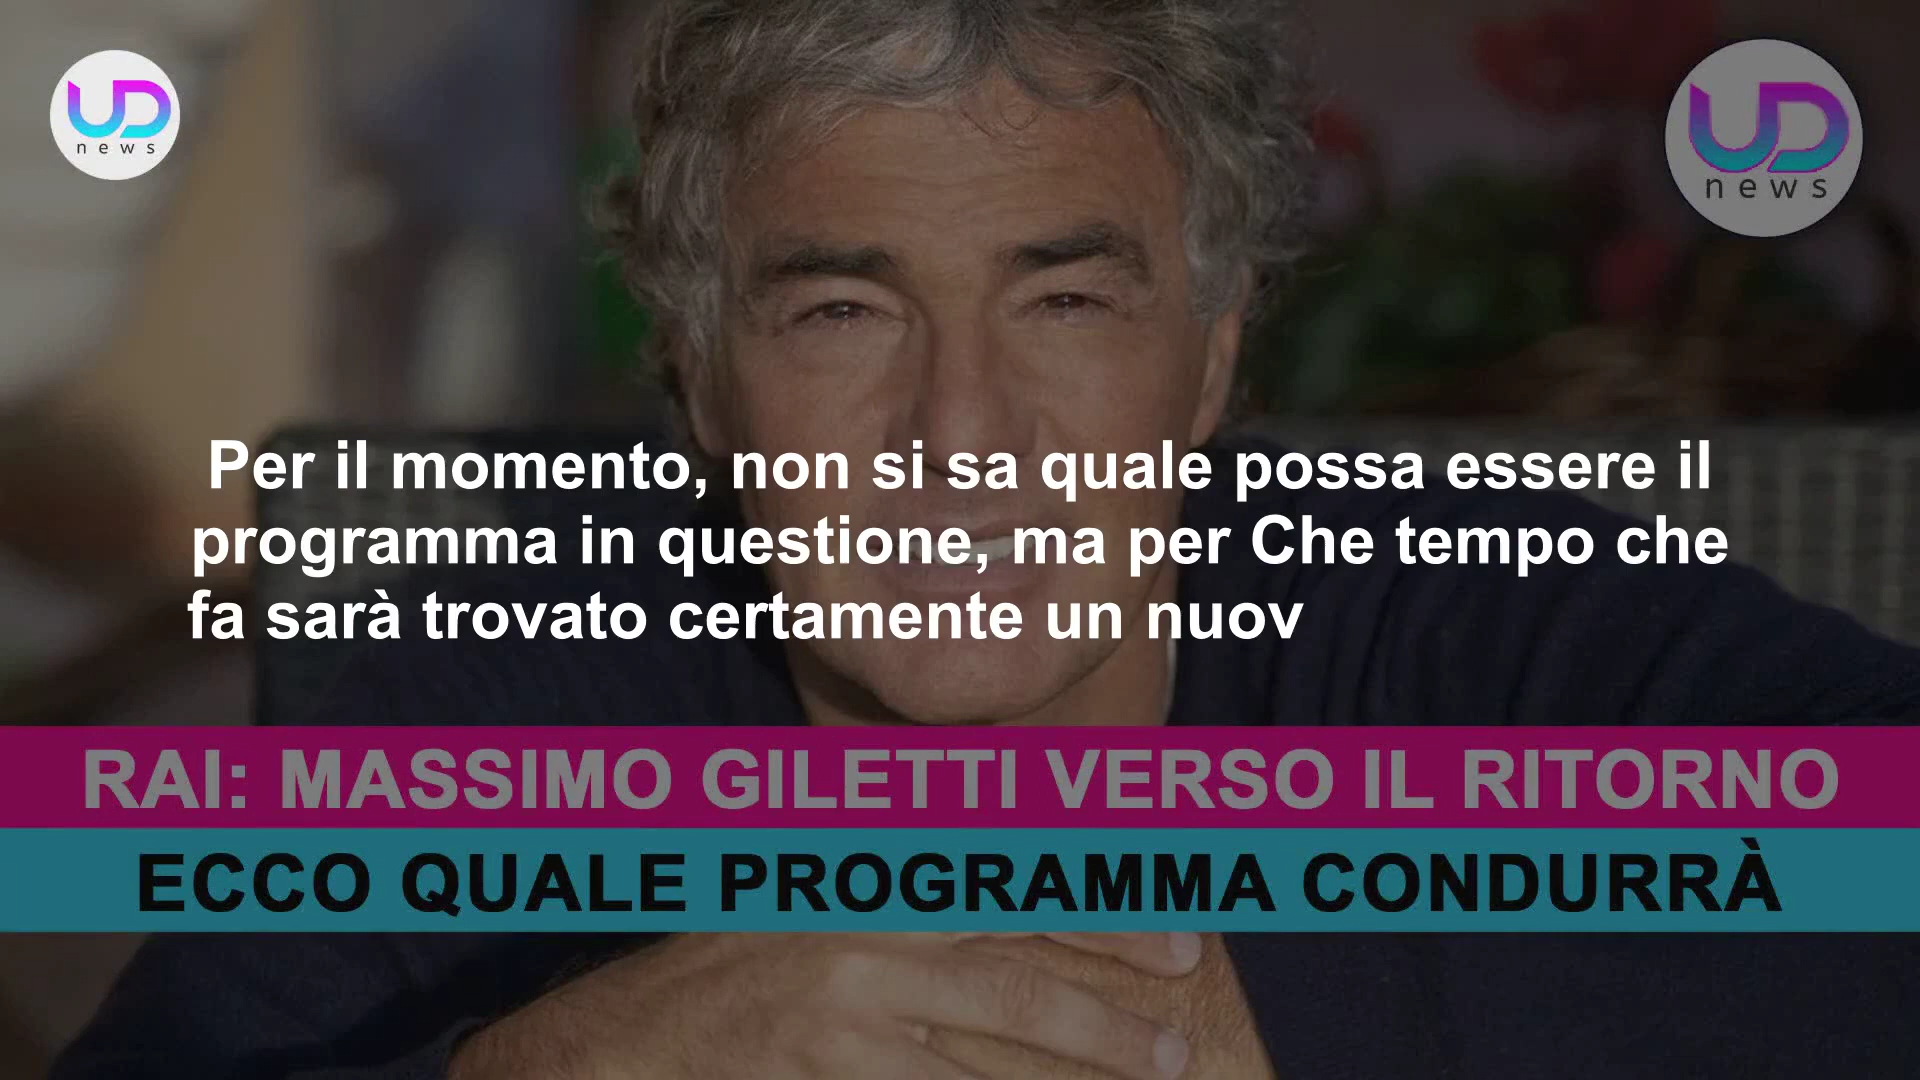 UD
news
UD
news
Per il momento, non si sa quale possa essere il
programma in questione, ma per Che tempo che
fa sarà trovato certamente un nuov
RAI: MASSIMO GILETTI VERSO IL RITORNO
ECCO QUALE PROGRAMMA CONDURRÀ